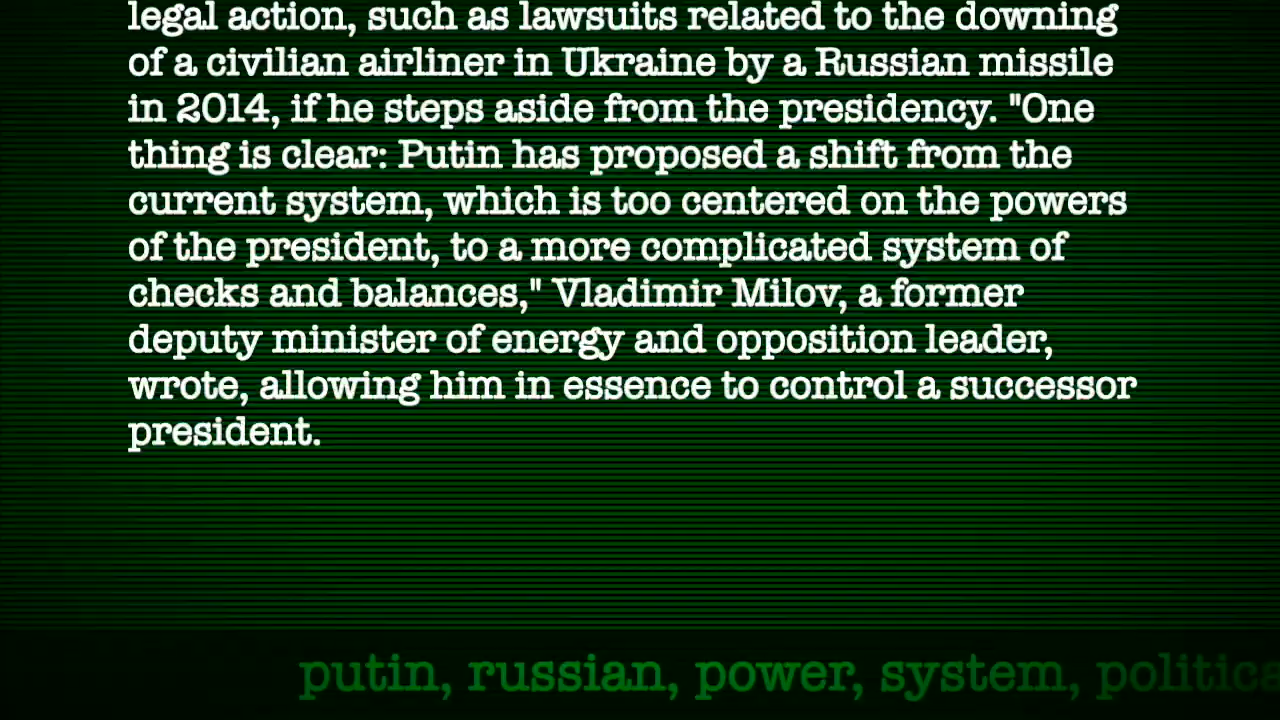 legal action, such as lawsuits related to the downing
of a civilian airliner in Ukraine by a Russian missile
in 2014, if he steps aside from the presidency. "One
thing is clear: Putin has proposed a shift from the
current system, which is too centered on the powers
of the president, to a more complicated system of
checks and balances," Vladimir Milov, a former
deputy minister of energy and opposition leader,
wrote, allowing him in essence to control a successor
president.
putin, russian, power, system, politica